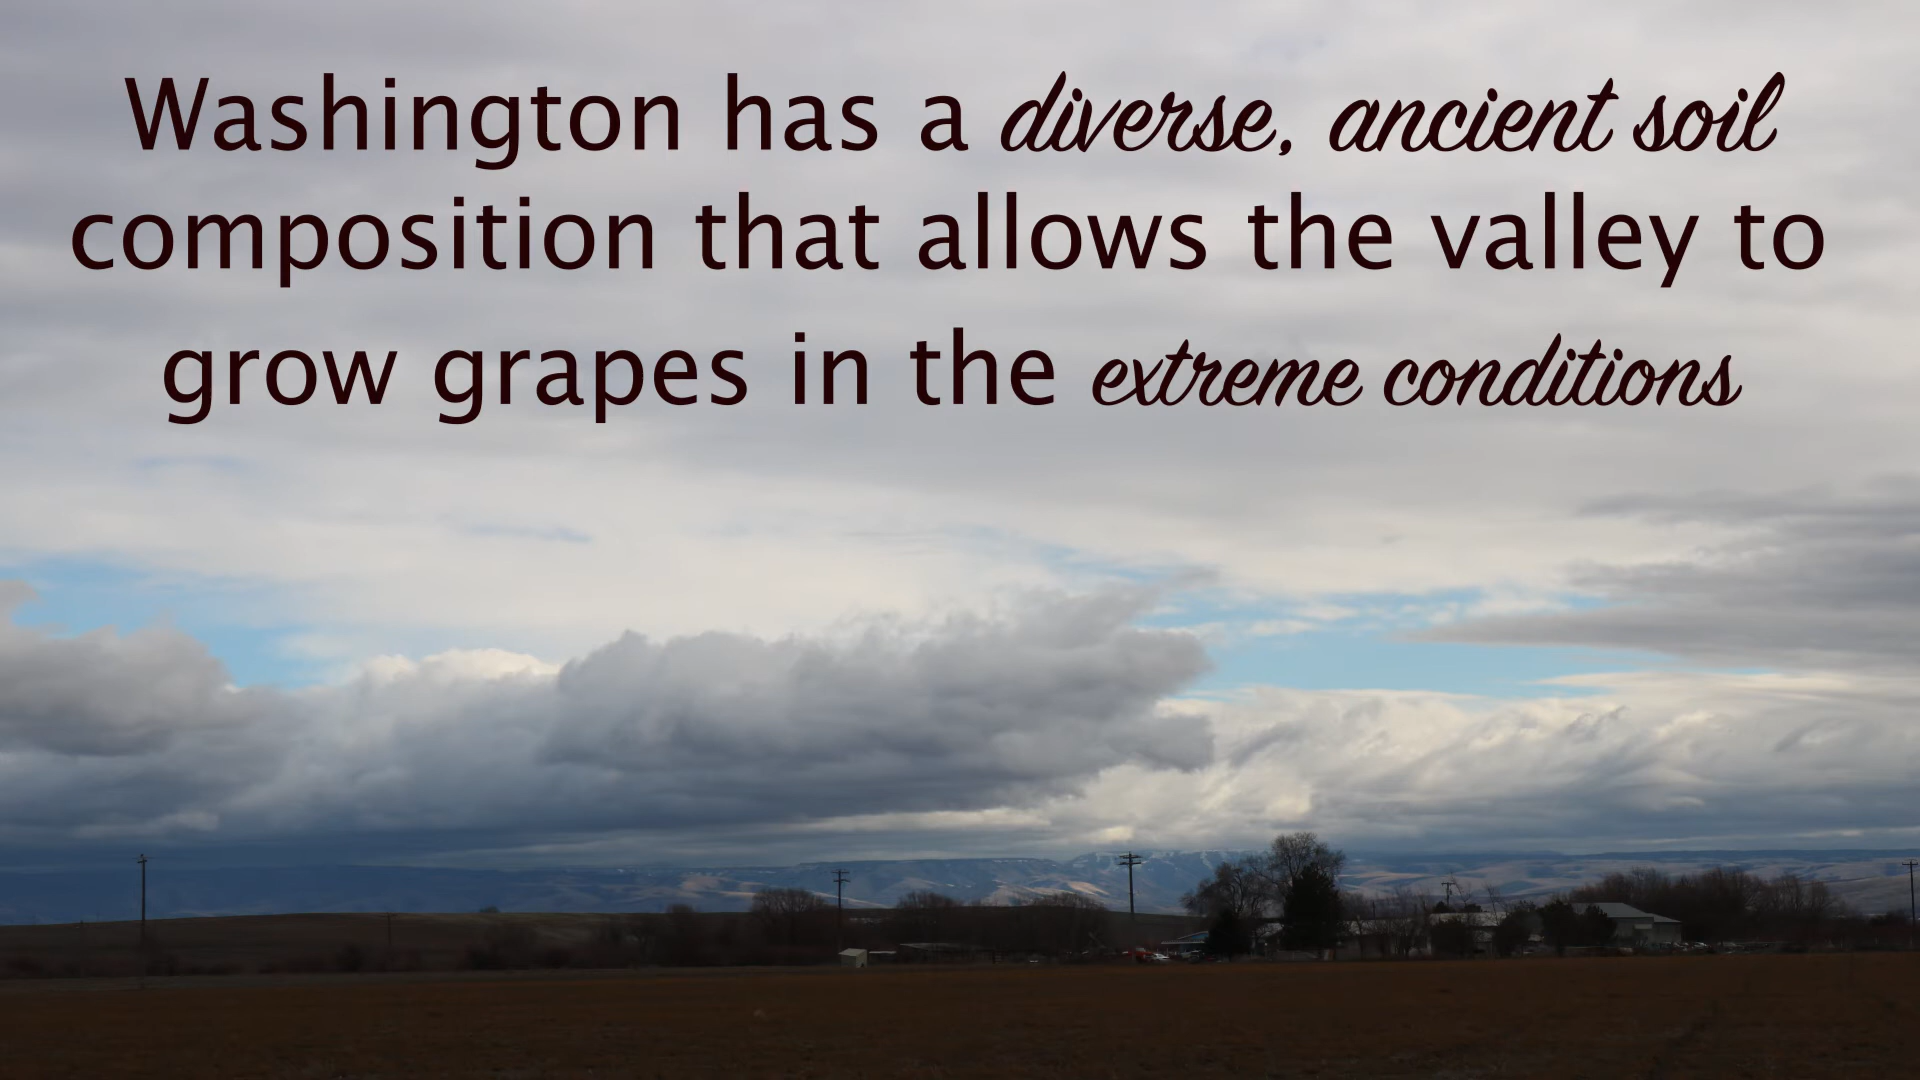 Washington has a diverse, ancient soil
composition that allows the valley to
grow grapes in the extreme conditions